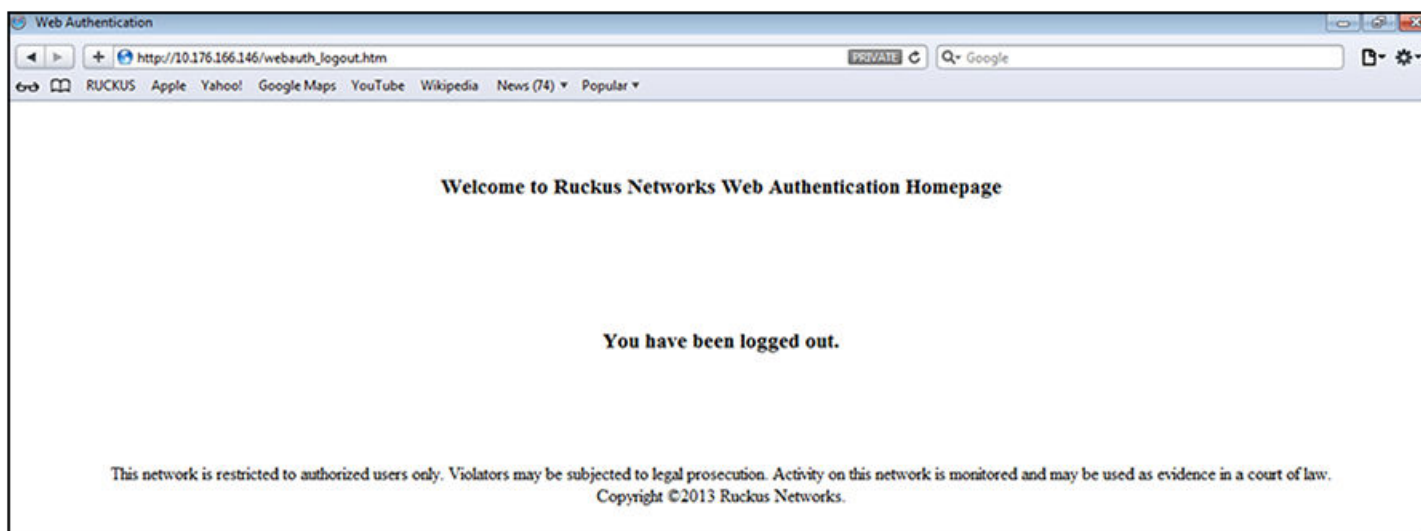 Web Authentication
http://10.176.166.146/webauth_logout.htm
PRIVATE
Google
RUCKUS Apple Yahoo! Google Maps YouTube Wikipedia News (74) ▼ Popular ▼
Welcome to Ruckus Networks Web Authentication Homepage
You have been logged out.
This network is restricted to authorized users only. Violators may be subjected to legal prosecution. Activity on this network is monitored and may be used as evidence in a court of law.
Copyright ©2013 Ruckus Networks.